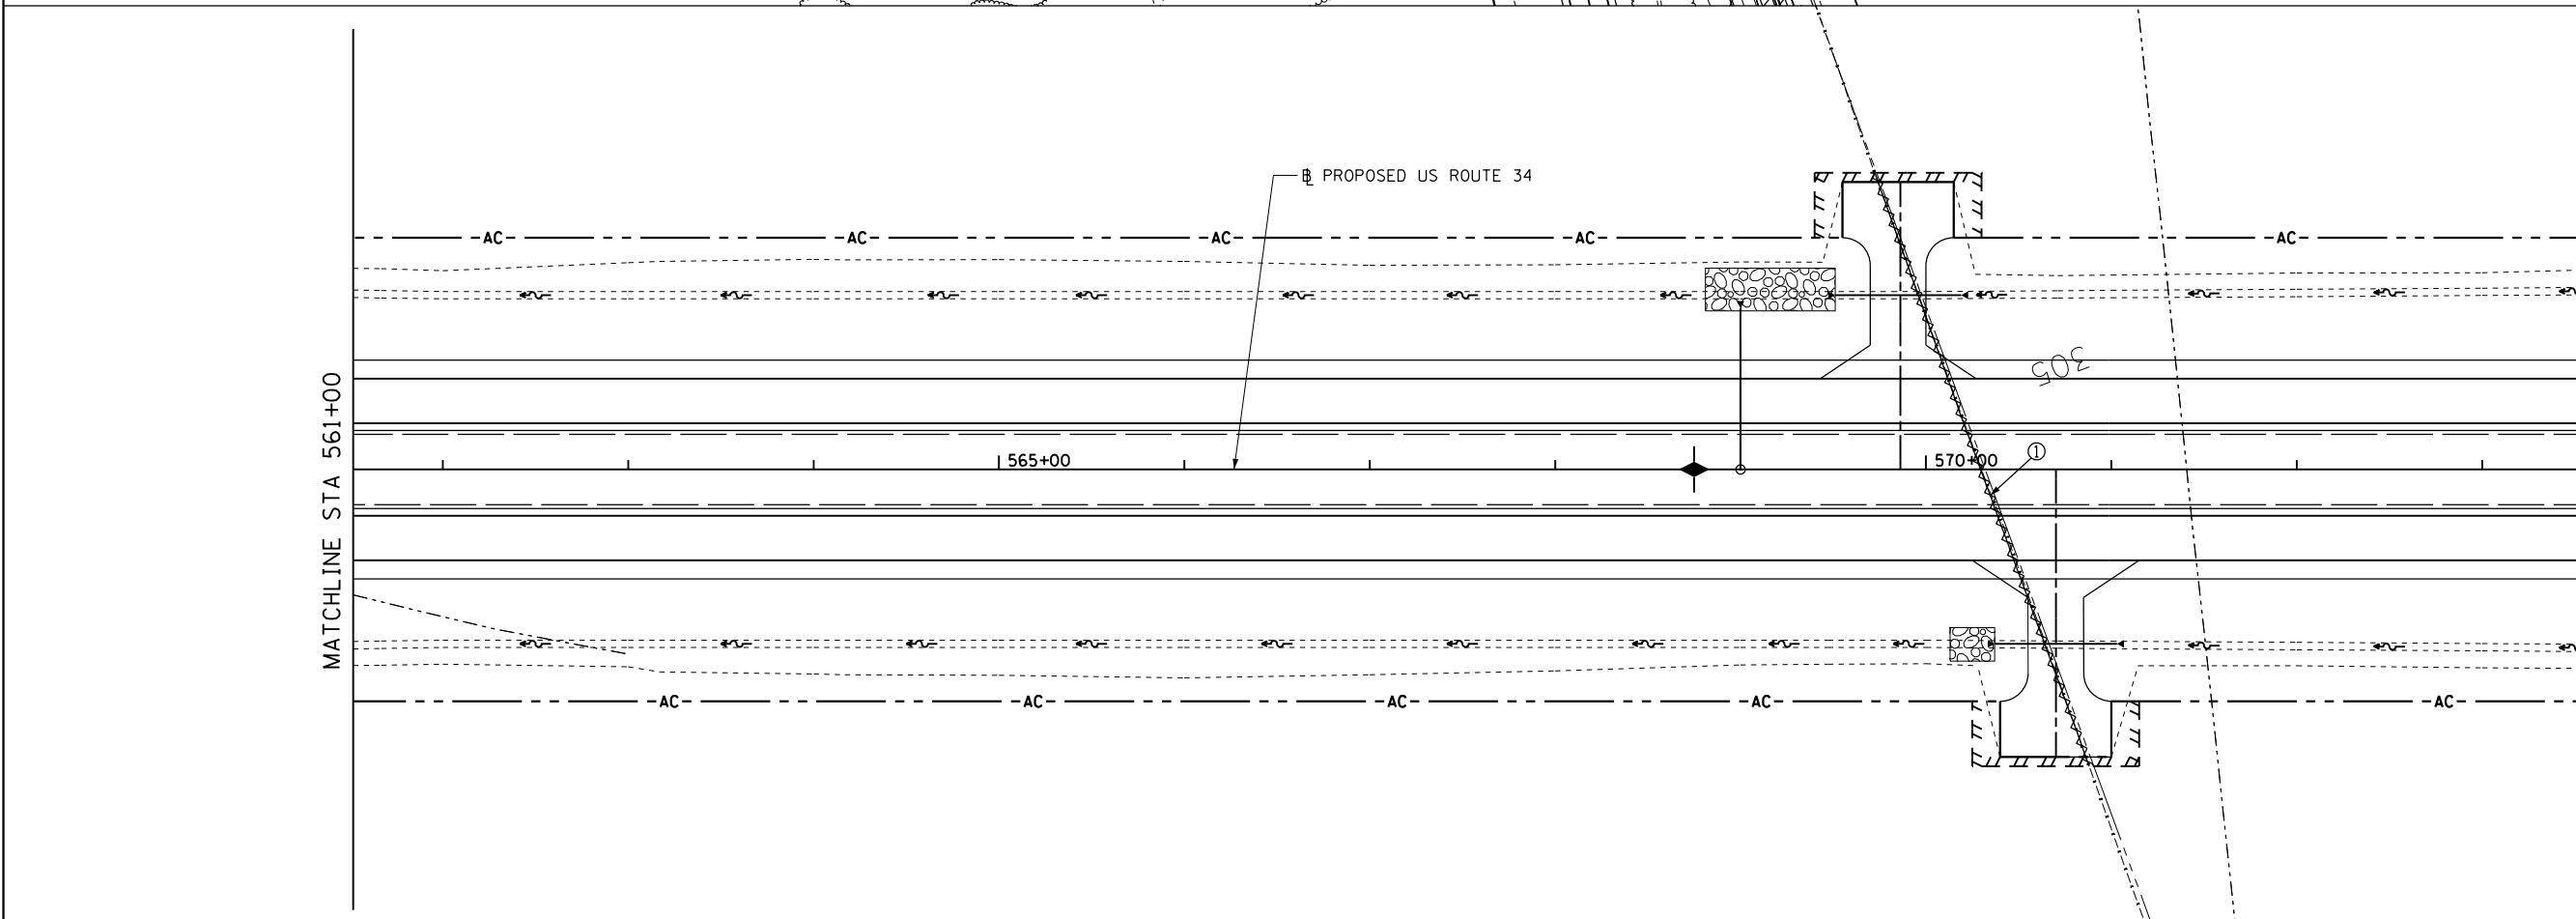 ℄ PROPOSED US ROUTE 34
AC AC AC AC AC
305
MATCHLINE STA 561+00
565+00
570+00
1
AC AC AC AC AC